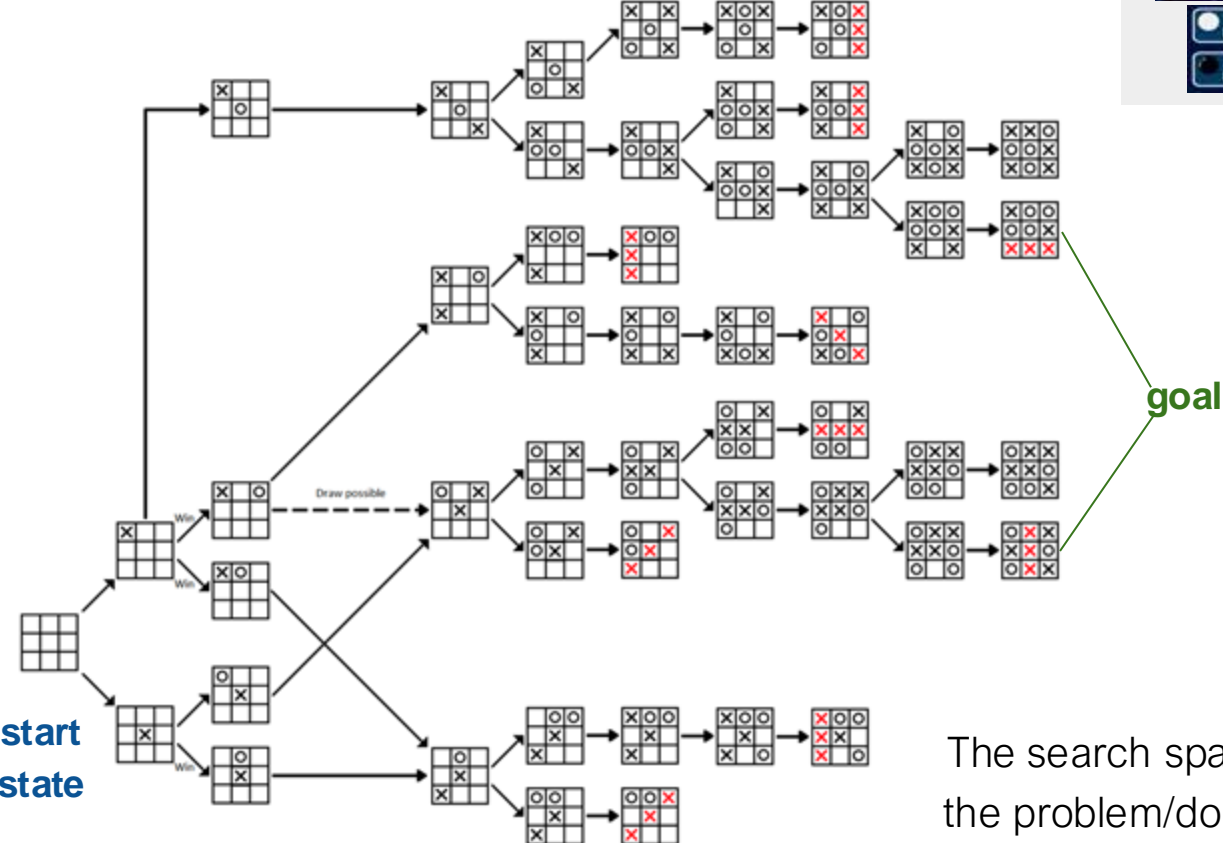 Draw possible
Win
Win
Win
goal
start
state
The search spa
the problem/do